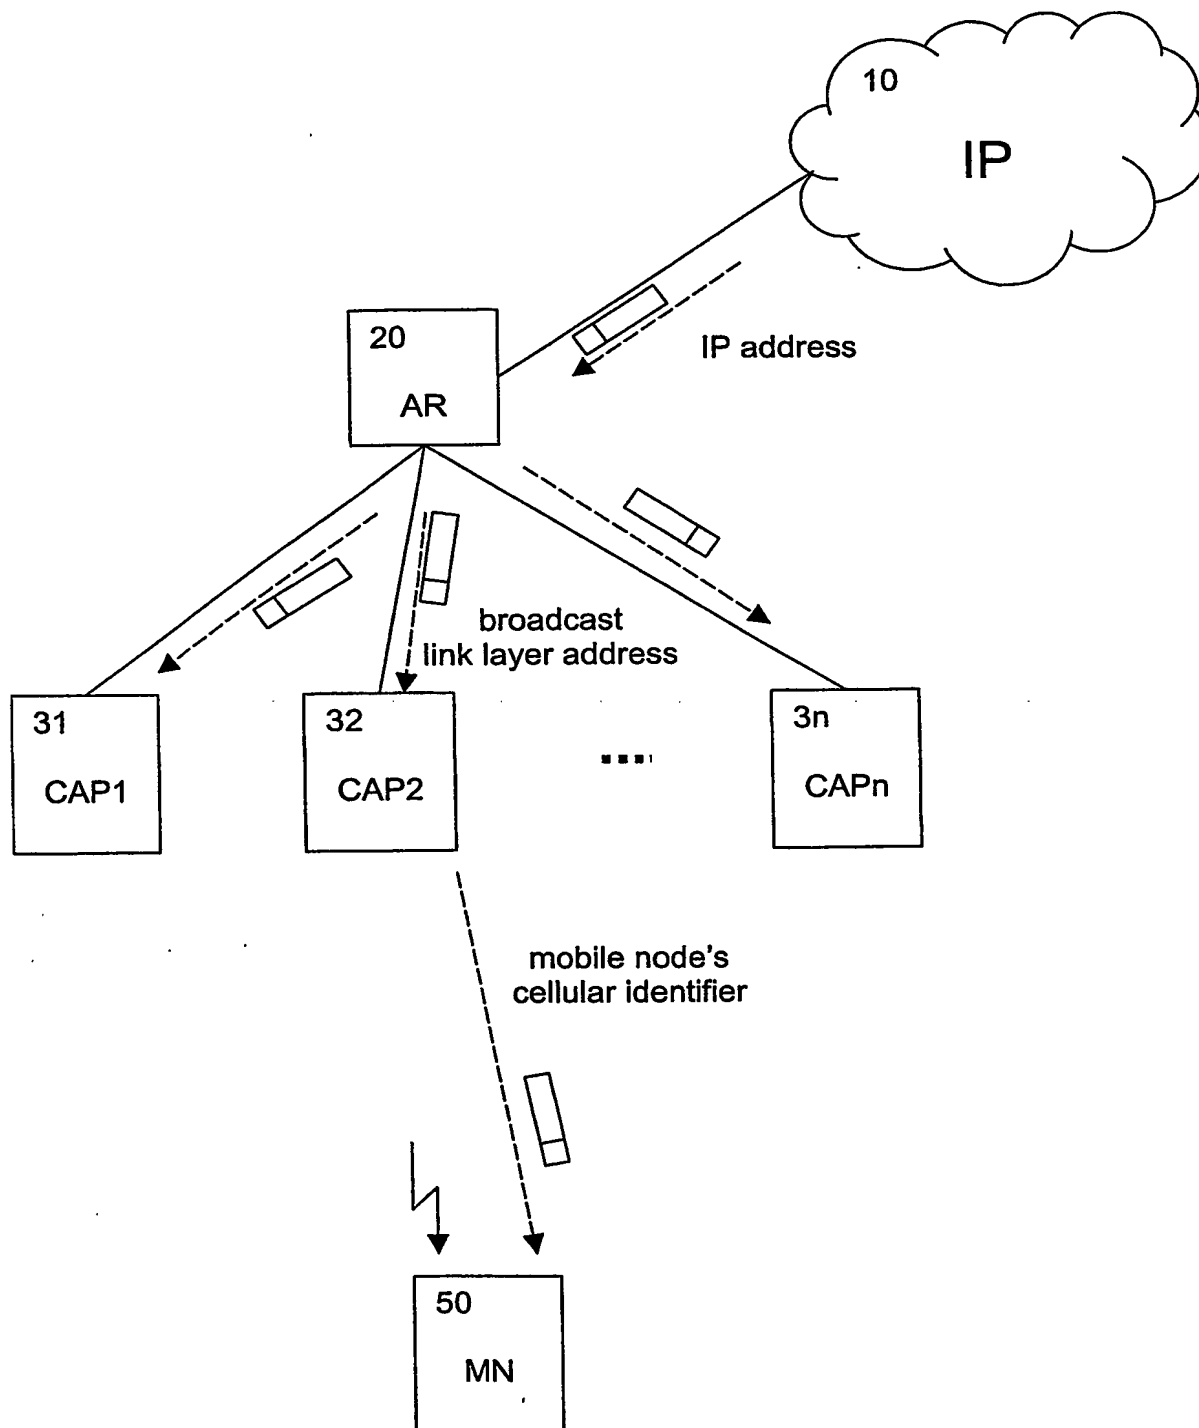 10
IP
20
AR
IP address
broadcast
link layer address
31
CAP1
32
CAP2
3n
CAPn
mobile node's
cellular identifier
50
MN